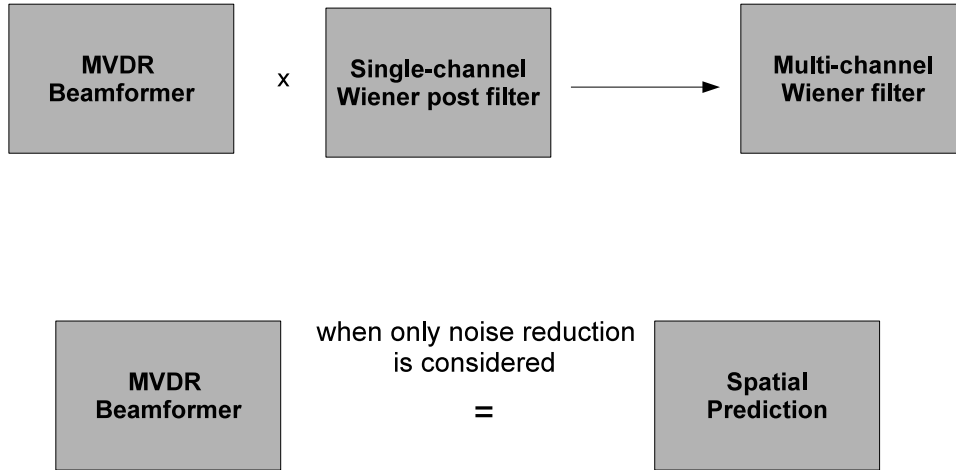 MVDR
Beamformer
x
Single-channel
Wiener post filter
Multi-channel
Wiener filter
MVDR
Beamformer
when only noise reduction
is considered
=
Spatial
Prediction